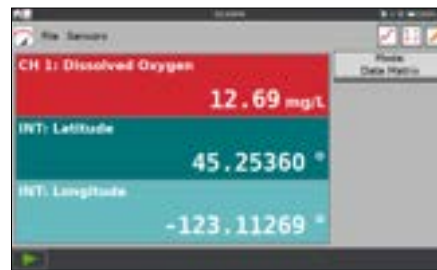 File Sensors
CH 1: Dissolved Oxygen
12.69 mg/L
INT: Latitude
45.25360 °
INT: Longitude
-123.11269 °
Mode:
Data Matrix